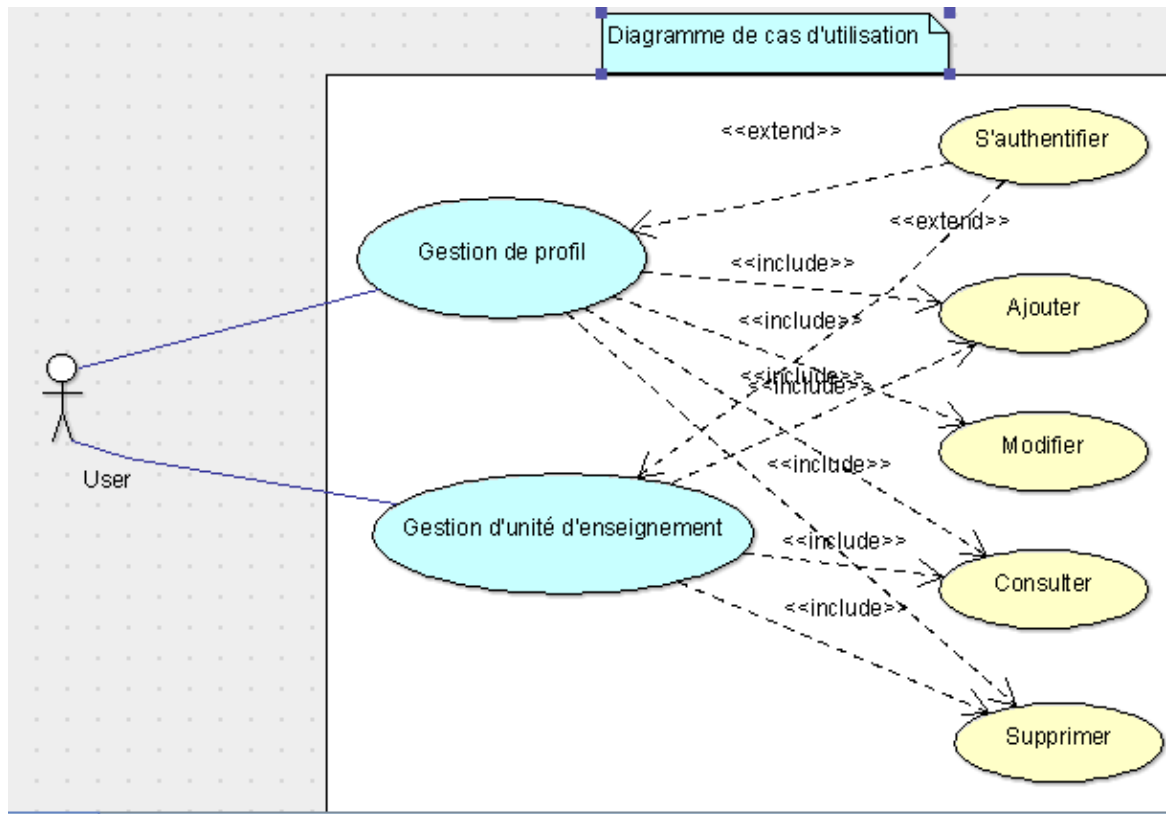 Diagramme de cas d'utilisation
<<extend>>
S'authentifier
<<extend>>
Gestion de profil
<<include>>
Ajouter
<<include>>
<<include>>
<<include>>
Modifier
<<include>>
User
Gestion d'unité d'enseignement
<<include>>
Consulter
<<include>>
Supprimer